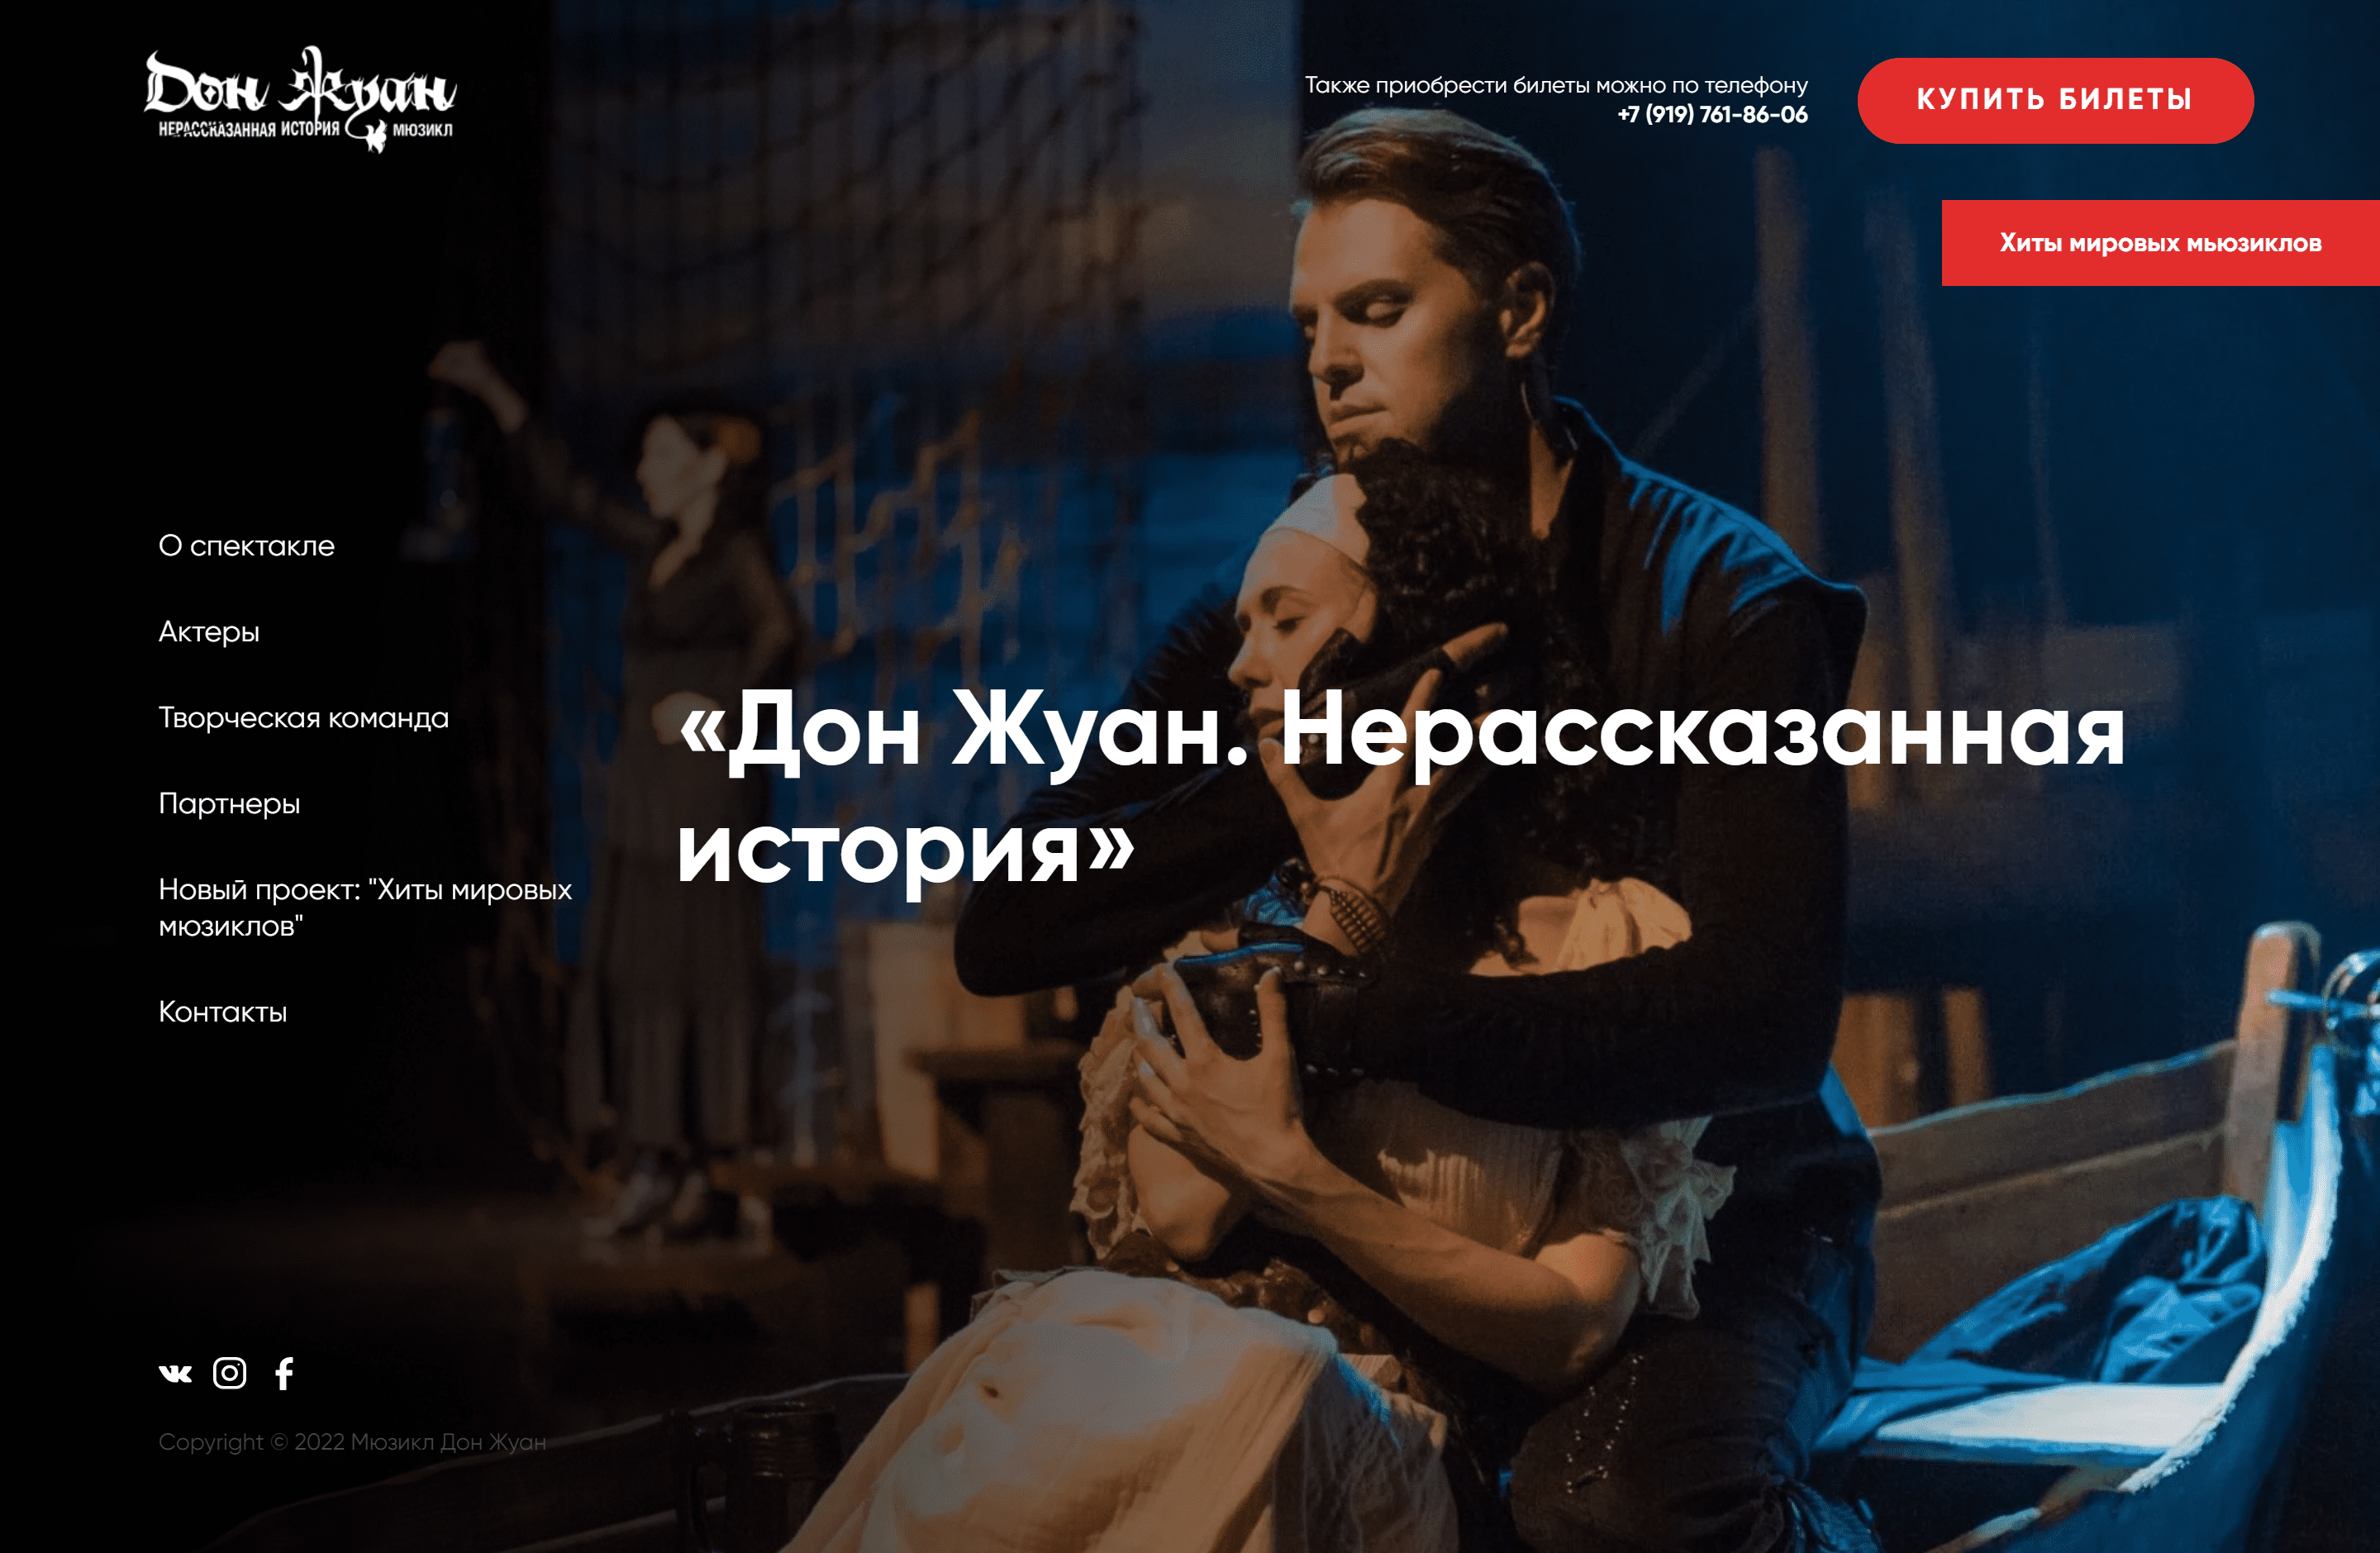 Дон Жуан
НЕРАССКАЗАННАЯ ИСТОРИЯ МЮЗИКЛ
Также приобрести билеты можно по телефону
+7 (919) 761-86-06
КУПИТЬ БИЛЕТЫ
Хиты мировых мьюзиклов
О спектакле
Актеры
Творческая команда
Партнеры
Новый проект: "Хиты мировых
мюзиклов"
Контакты
«Дон Жуан. Нерассказанная
история»
Copyright © 2022 Мюзикл Дон Жуан